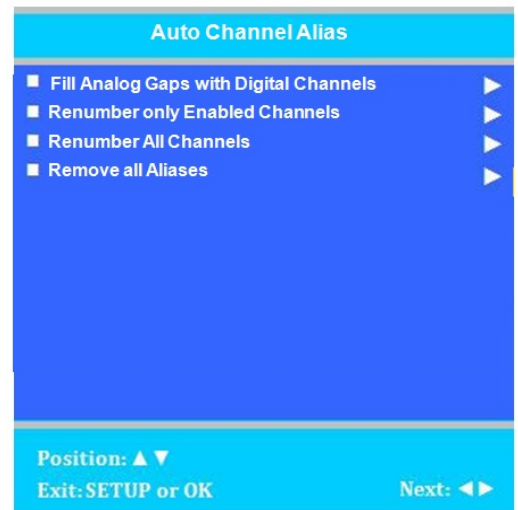 Auto Channel Alias
Fill Analog Gaps with Digital Channels
Renumber only Enabled Channels
Renumber All Channels
Remove all Aliases
Position: ▲ ▼
Exit: SETUP or OK
Next: ◀ ▶